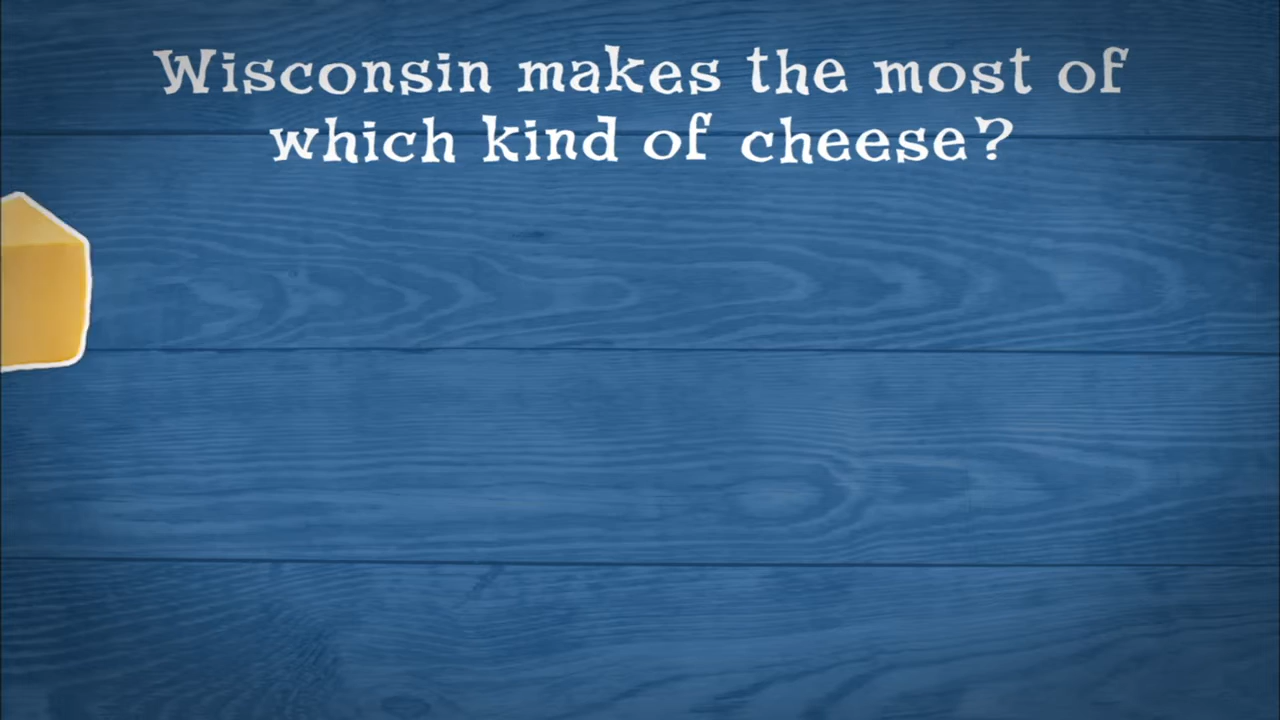 Wisconsin makes the most of
which kind of cheese?